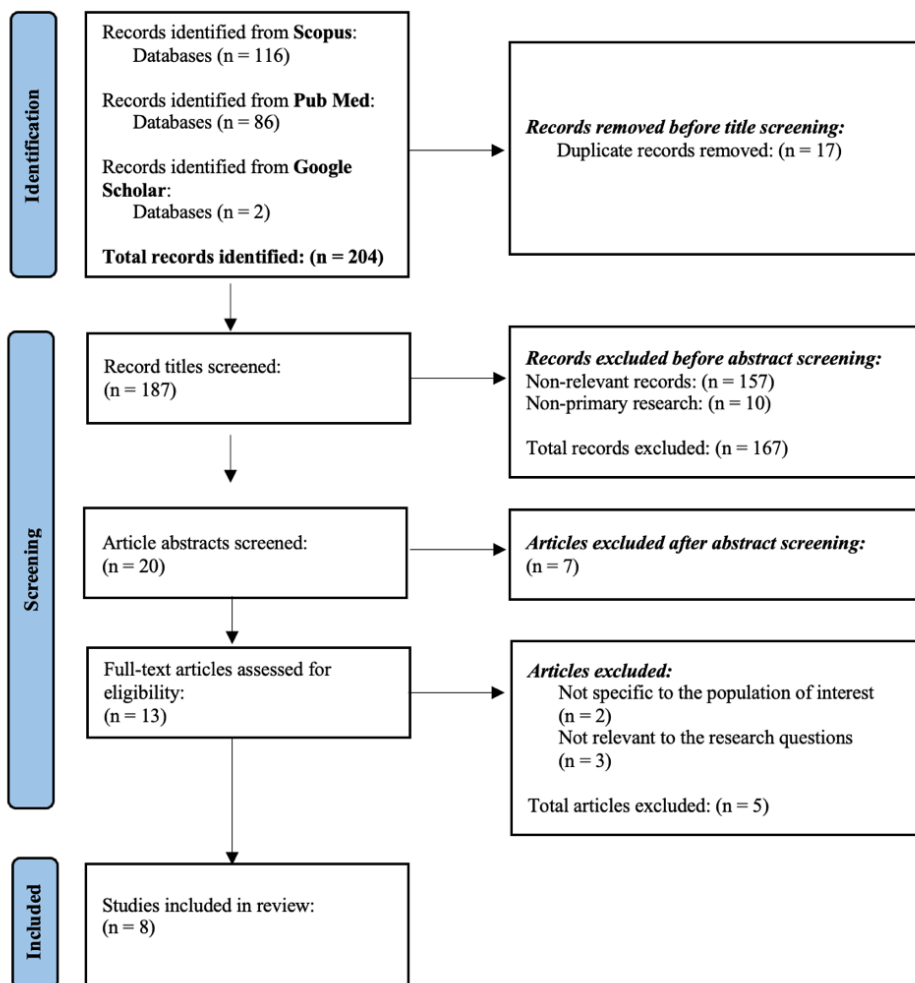 Identification
Records identified from Scopus:
Databases (n = 116)
Records identified from Pub Med:
Databases (n = 86)
Records identified from Google
Scholar:
Databases (n = 2)
Total records identified: (n = 204)
Records removed before title screening:
Duplicate records removed: (n = 17)
Screening
Record titles screened:
(n = 187)
Records excluded before abstract screening:
Non-relevant records: (n = 157)
Non-primary research: (n = 10)
Total records excluded: (n = 167)
Article abstracts screened:
(n = 20)
Articles excluded after abstract screening:
(n = 7)
Full-text articles assessed for
eligibility:
(n = 13)
Articles excluded:
Not specific to the population of interest
(n = 2)
Not relevant to the research questions
(n = 3)
Total articles excluded: (n = 5)
Included
Studies included in review:
(n = 8)